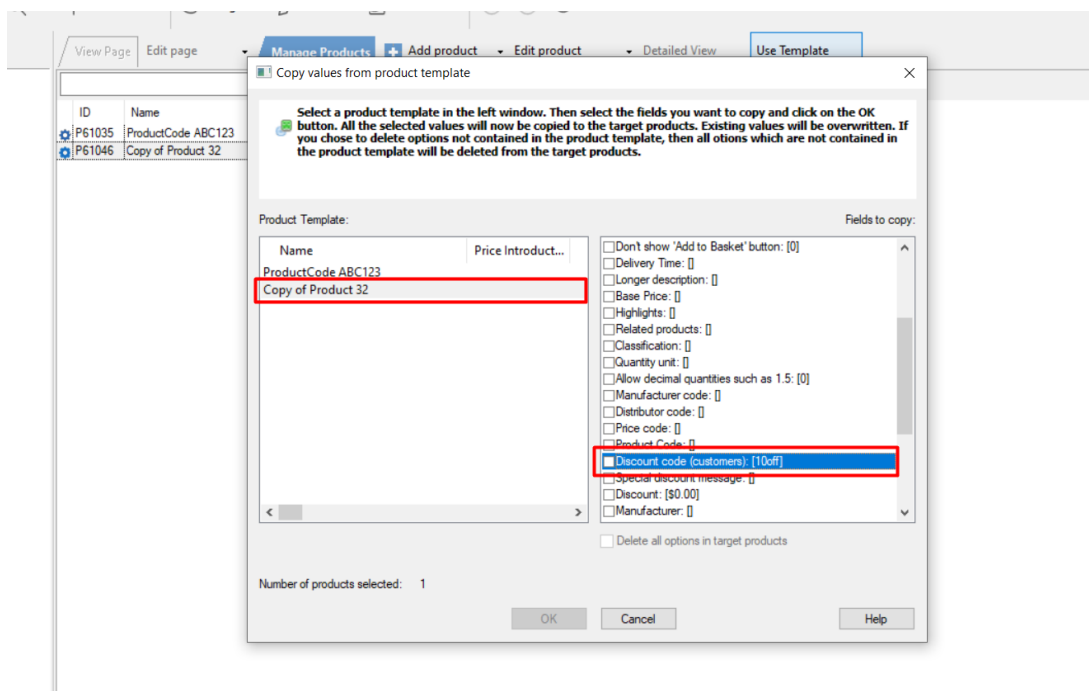 View Page
Edit page
Manage Products
Add product
Edit product
Detailed View
Use Template
Copy values from product template
Select a product template in the left window. Then select the fields you want to copy and click on the OK
button. All the selected values will now be copied to the target products. Existing values will be overwritten. If
you chose to delete options not contained in the product template, then all otions which are not contained in
the product template will be deleted from the target products.
ID Name
P61035 ProductCode ABC123
P61046 Copy of Product 32
Product Template:
Name Price Introduct...
ProductCode ABC123
Copy of Product 32
Fields to copy:
Don't show 'Add to Basket' button: [0]
Delivery Time: []
Longer description: []
Base Price: []
Highlights: []
Related products: []
Classification: []
Quantity unit: []
Allow decimal quantities such as 1.5: [0]
Manufacturer code: []
Distributor code: []
Price code: []
Product Code: []
Discount code (customers): [10off]
Special discount message: []
Discount: [$0.00]
Manufacturer: []
Delete all options in target products
Number of products selected: 1
OK
Cancel
Help